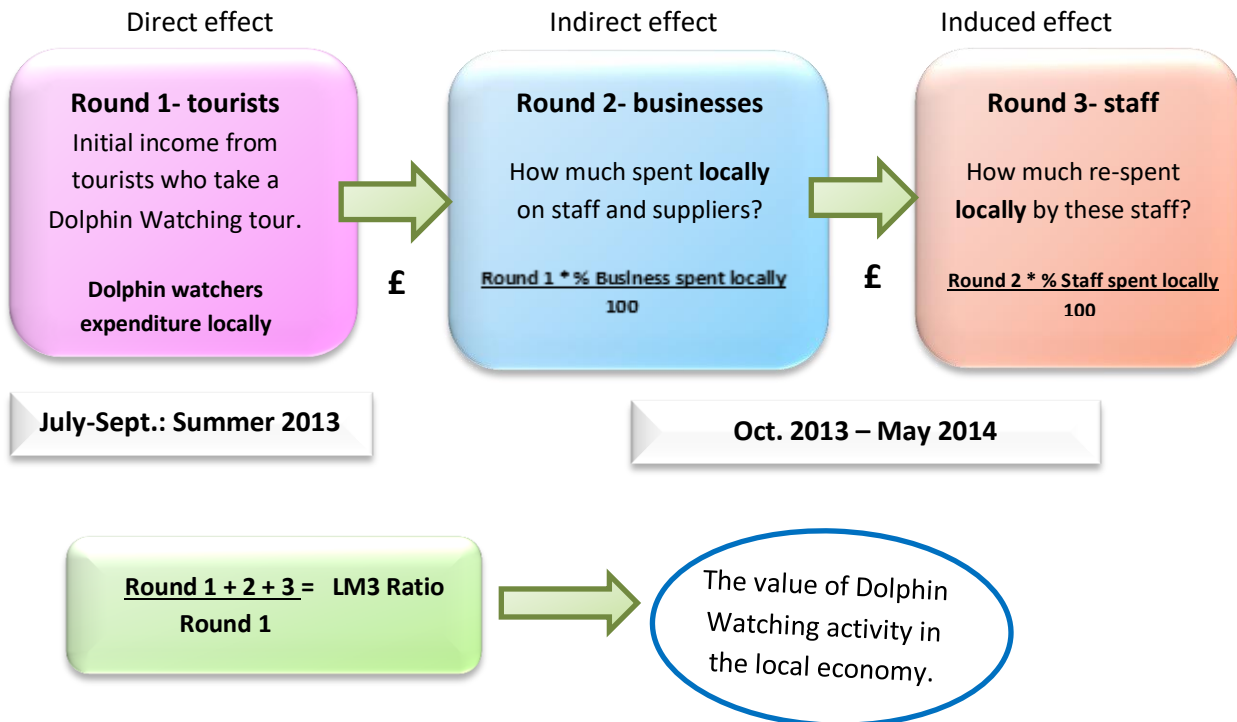 Direct effect
Indirect effect
Induced effect
Round 1- tourists
Initial income from
tourists who take a
Dolphin Watching tour.
Dolphin watchers
expenditure locally
£
Round 2- businesses
How much spent locally
on staff and suppliers?
Round 1 * % Business spent locally
100
£
Round 3- staff
How much re-spent
locally by these staff?
Round 2 * % Staff spent locally
100
July-Sept.: Summer 2013
Oct. 2013 – May 2014
Round 1 + 2 + 3 = LM3 Ratio
Round 1
The value of Dolphin
Watching activity in
the local economy.